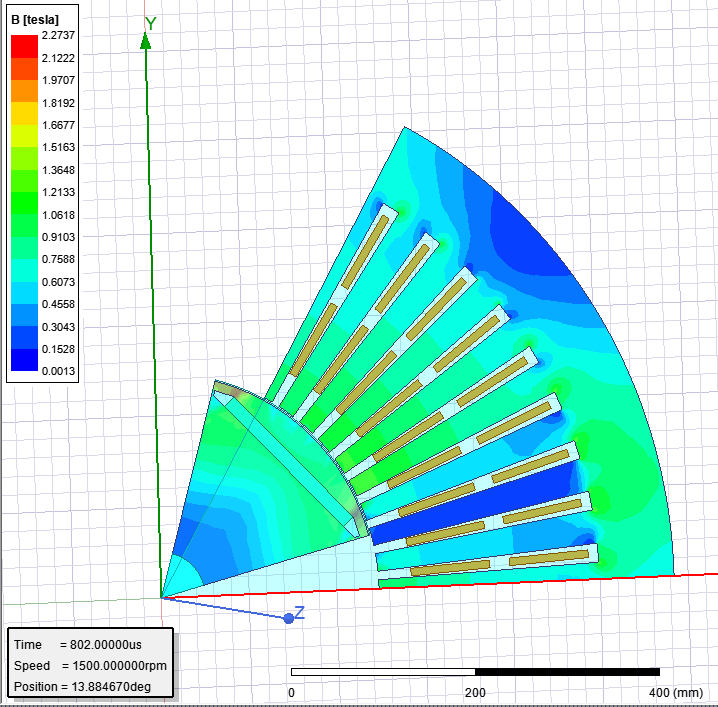 B [tesla]
2.2737
2.1222
1.9707
1.8192
1.6677
1.5163
1.3648
1.2133
1.0618
0.9103
0.7588
0.6073
0.4558
0.3043
0.1528
0.0013
Y
Z
Time = 802.00000us
Speed = 1500.000000rpm
Position = 13.884670deg
0 200 400 (mm)